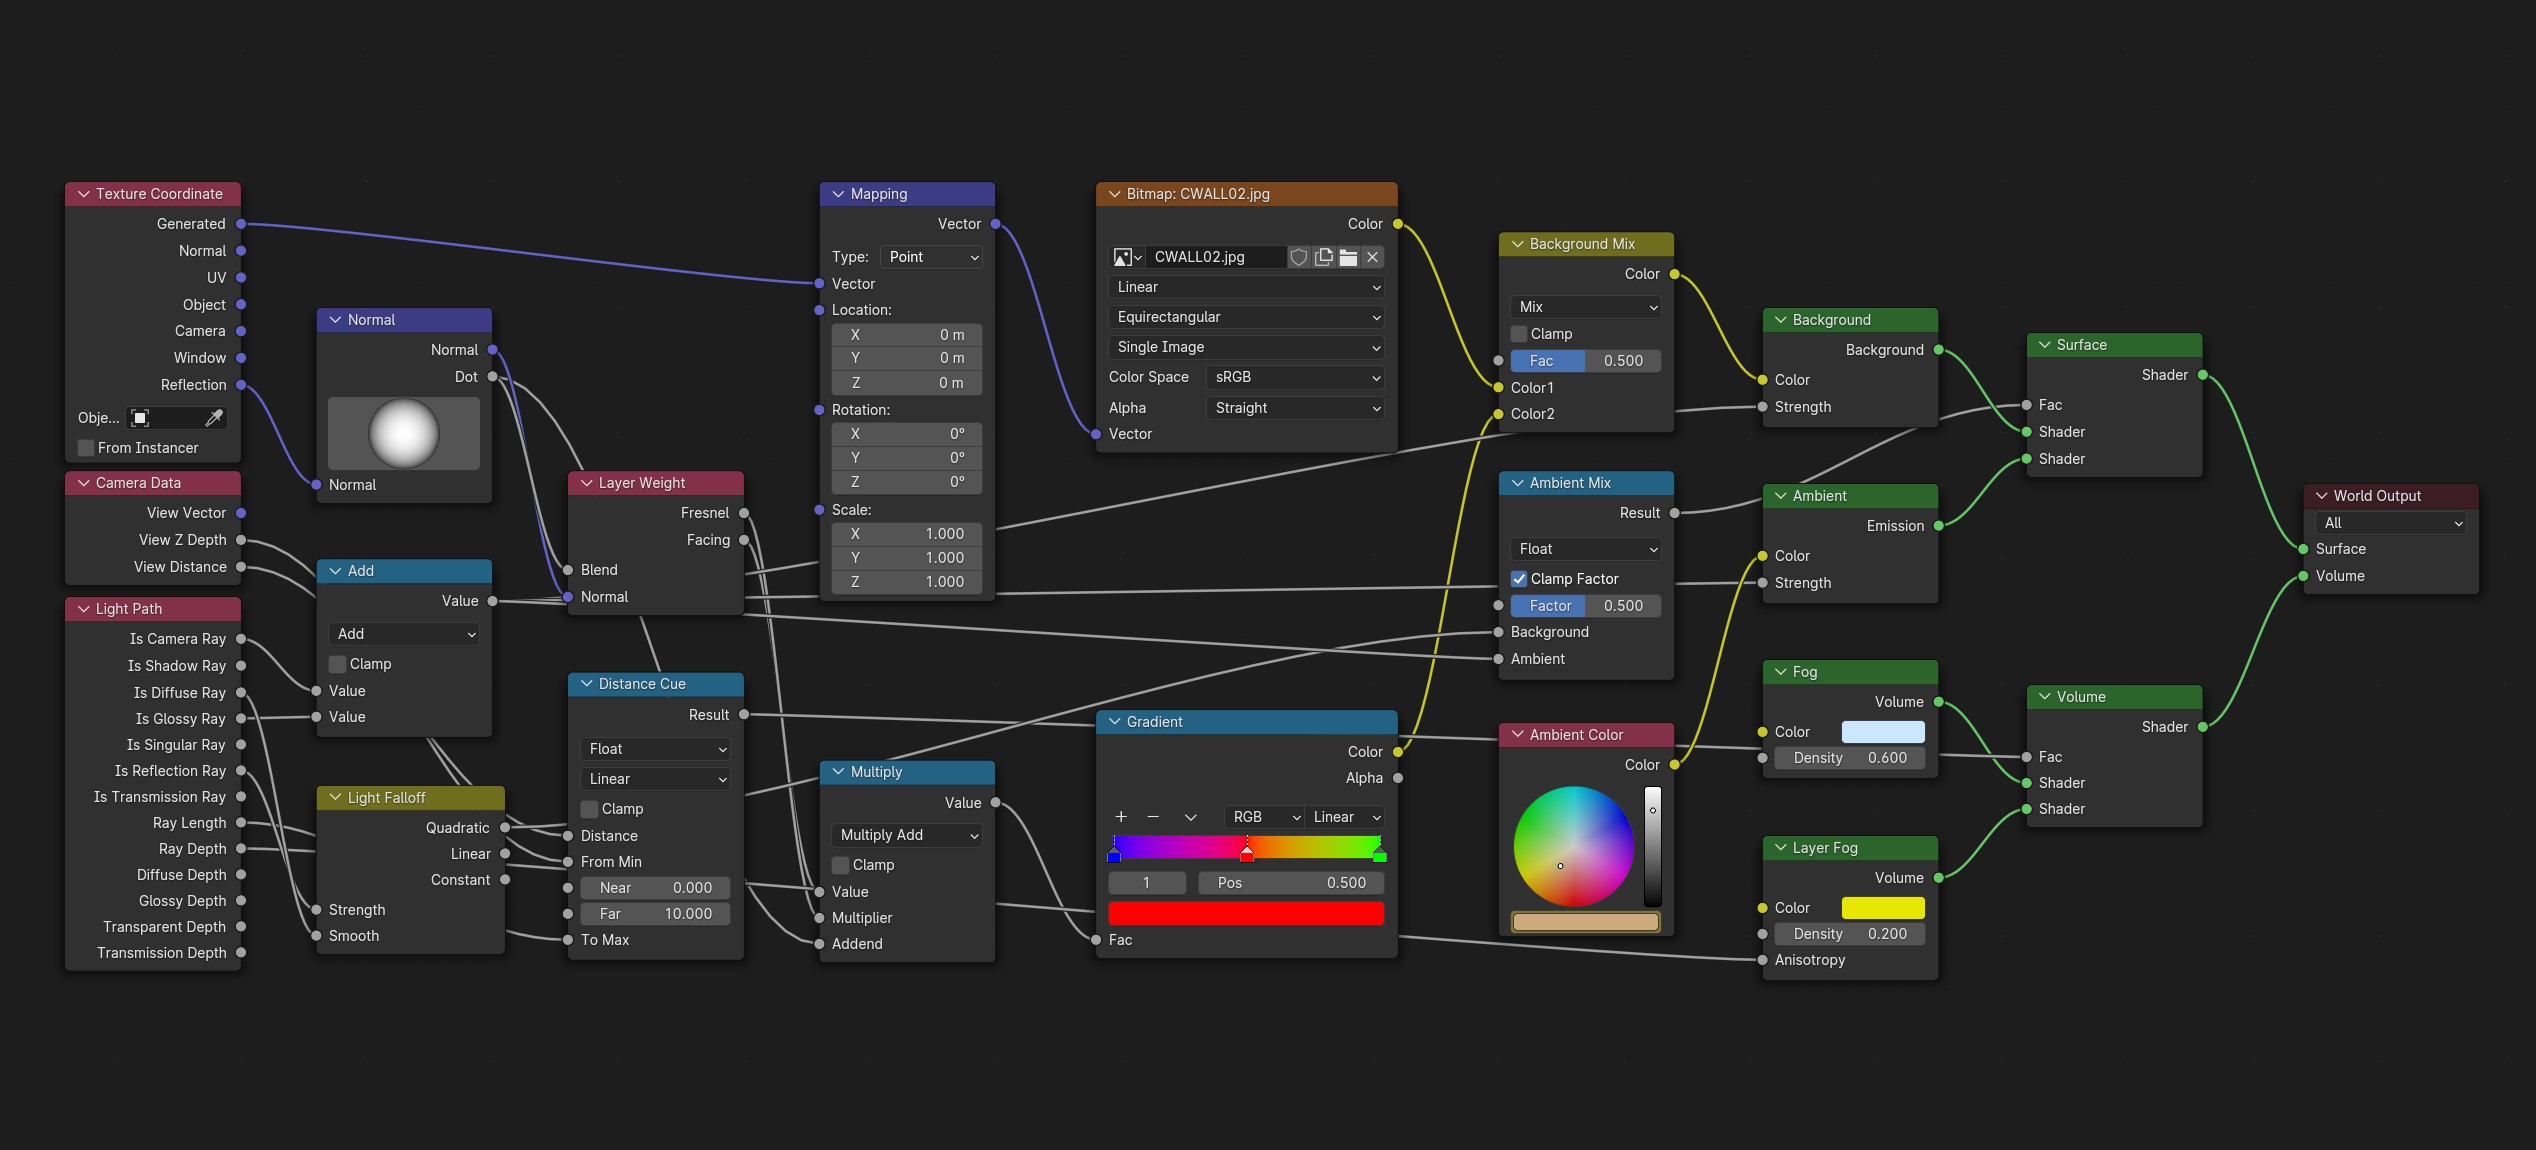 Texture Coordinate
Generated
Normal
UV
Object
Camera
Window
Reflection
Obje...
From Instancer
Camera Data
View Vector
View Z Depth
View Distance
Light Path
Is Camera Ray
Is Shadow Ray
Is Diffuse Ray
Is Glossy Ray
Is Singular Ray
Is Reflection Ray
Is Transmission Ray
Ray Length
Ray Depth
Diffuse Depth
Glossy Depth
Transparent Depth
Transmission Depth
Normal
Normal
Dot
Normal
Add
Value
Add
Clamp
Value
Value
Light Falloff
Quadratic
Linear
Constant
Strength
Smooth
Layer Weight
Fresnel
Facing
Blend
Normal
Distance Cue
Result
Float
Linear
Clamp
Distance
From Min
Near 0.000
Far 10.000
To Max
Mapping
Vector
Type: Point
Vector
Location:
X 0 m
Y 0 m
Z 0 m
Rotation:
X 0°
Y 0°
Z 0°
Scale:
X 1.000
Y 1.000
Z 1.000
Multiply
Value
Multiply Add
Clamp
Value
Multiplier
Addend
Bitmap: CWALL02.jpg
Color
CWALL02.jpg
Linear
Equirectangular
Single Image
Color Space sRGB
Alpha Straight
Vector
Gradient
Color
Alpha
RGB Linear
1 Pos 0.500
Fac
Background Mix
Color
Mix
Clamp
Fac 0.500
Color1
Color2
Ambient Mix
Result
Float
Clamp Factor
Factor 0.500
Background
Ambient
Ambient Color
Color
Background
Background
Color
Strength
Ambient
Emission
Color
Strength
Fog
Volume
Color
Density 0.600
Layer Fog
Volume
Color
Density 0.200
Anisotropy
Surface
Shader
Fac
Shader
Shader
Volume
Shader
Fac
Shader
Shader
World Output
All
Surface
Volume